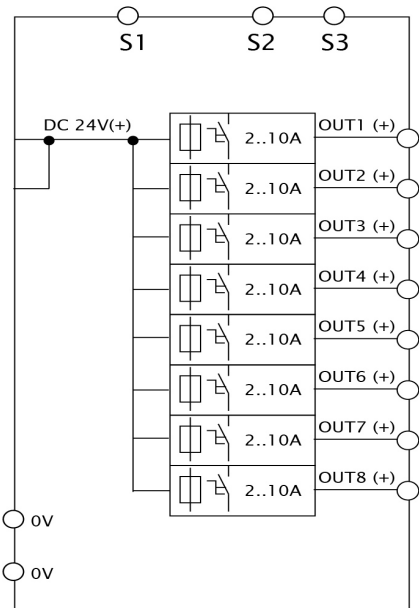 S1 S2 S3
DC 24V(+)
2..10A OUT1 (+)
2..10A OUT2 (+)
2..10A OUT3 (+)
2..10A OUT4 (+)
2..10A OUT5 (+)
2..10A OUT6 (+)
2..10A OUT7 (+)
2..10A OUT8 (+)
0V
0V